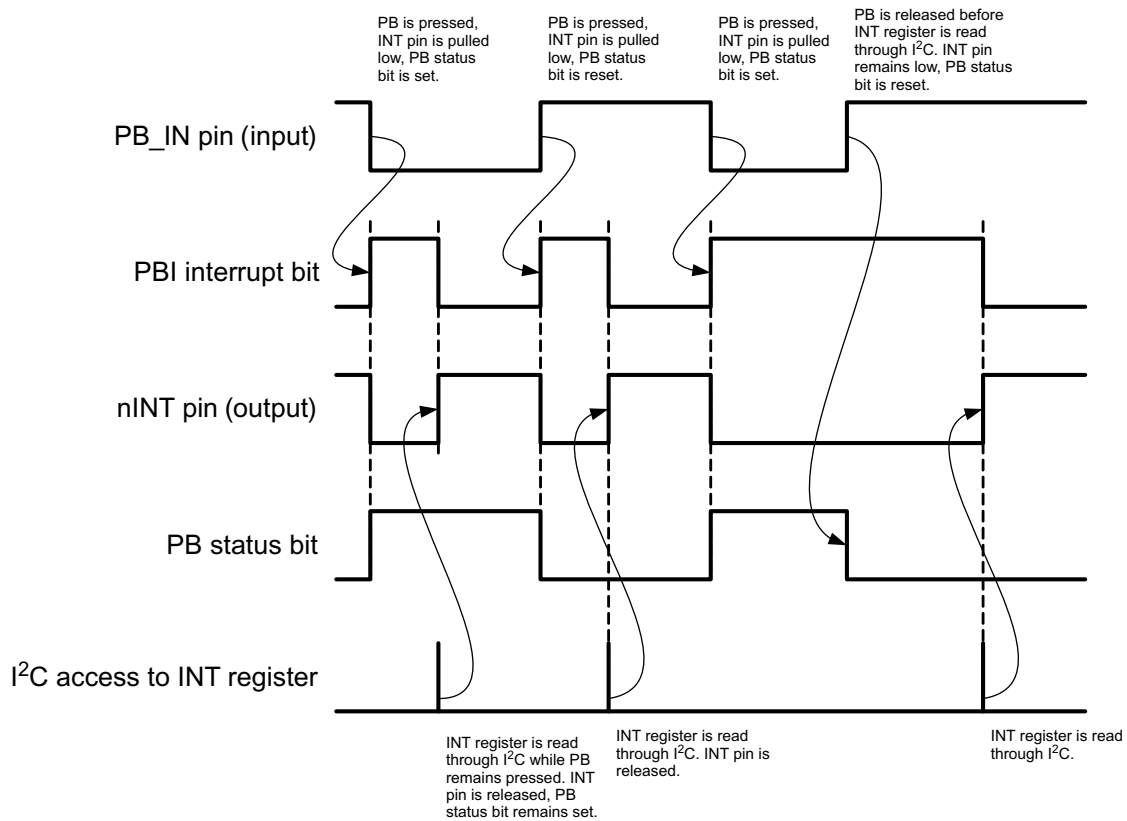 PB is pressed,
INT pin is pulled
low, PB status
bit is set.
PB is pressed,
INT pin is pulled
low, PB status
bit is reset.
PB is pressed,
INT pin is pulled
low, PB status
bit is set.
PB is released before
INT register is read
through I²C. INT pin
remains low, PB status
bit is reset.
PB_IN pin (input)
PBI interrupt bit
nINT pin (output)
PB status bit
I²C access to INT register
INT register is read
through I²C while PB
remains pressed. INT
pin is released, PB
status bit remains set.
INT register is read
through I²C. INT pin is
released.
INT register is read
through I²C.